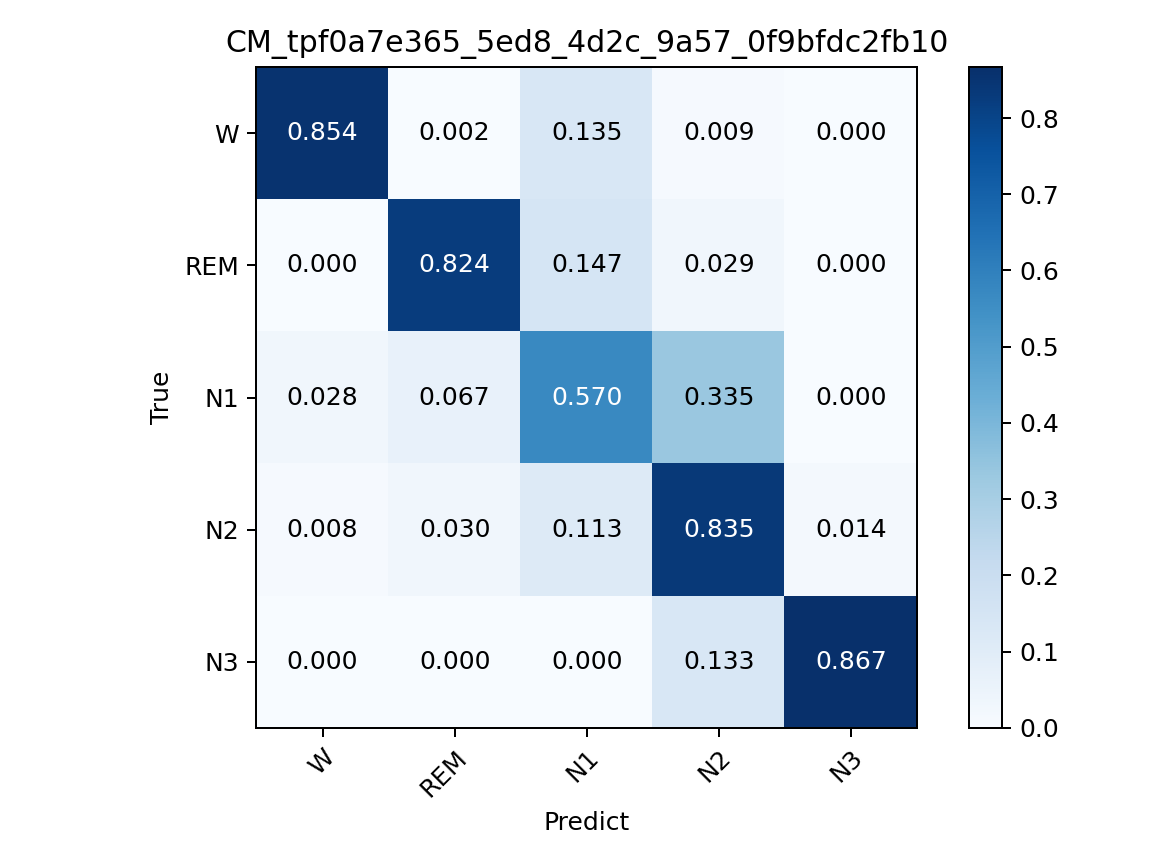 CM_tpf0a7e365_5ed8_4d2c_9a57_0f9bfdc2fb10
W 0.854 0.002 0.135 0.009 0.000
REM 0.000 0.824 0.147 0.029 0.000
N1 0.028 0.067 0.570 0.335 0.000
N2 0.008 0.030 0.113 0.835 0.014
N3 0.000 0.000 0.000 0.133 0.867
True
W REM N1 N2 N3
Predict
0.8
0.7
0.6
0.5
0.4
0.3
0.2
0.1
0.0